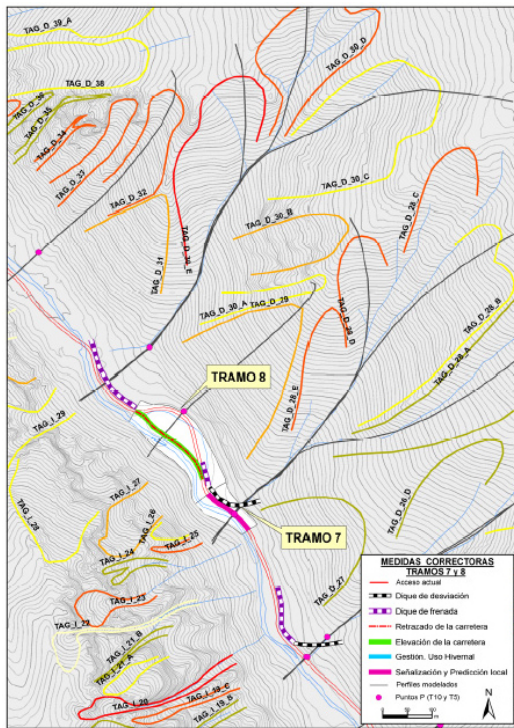 TAG_D_39_A
TAG_D_38
TAG_D_36
TAG_D_35
TAG_D_34
TAG_D_32
TAG_D_31
TAG_D_30_D
TAG_D_30_C
TAG_D_30_B
TAG_D_30_A
TAG_D_29
TAG_D_28_C
TAG_D_28_B
TAG_D_28_A
TAG_D_28_D
TAG_D_28_E
TAG_D_26_D
TAG_D_27
TRAMO 8
TRAMO 7
TAG_I_29
TAG_I_28
TAG_I_27
TAG_I_26
TAG_I_25
TAG_I_24
TAG_I_23
TAG_I_22
TAG_I_21_B
TAG_I_21_A
TAG_I_20
TAG_I_19_C
TAG_I_19_B
MEDIDAS CORRECTORAS
TRAMOS 7 y 8
Acceso actual
Dique de desviación
Dique de frenada
Retrazado de la carretera
Elevación de la carretera
Gestión. Uso Hivernal
Señalización y Predicción local
Perfiles modelados
Puntos P (T10 y T5)
N